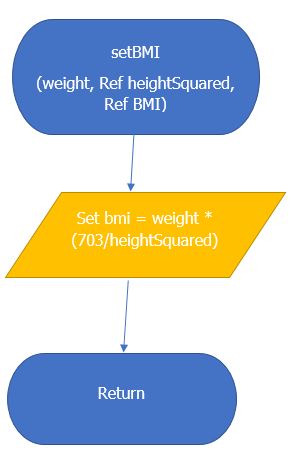 setBMI
(weight, Ref heightSquared,
Ref BMI)
Set bmi = weight *
(703/heightSquared)
Return